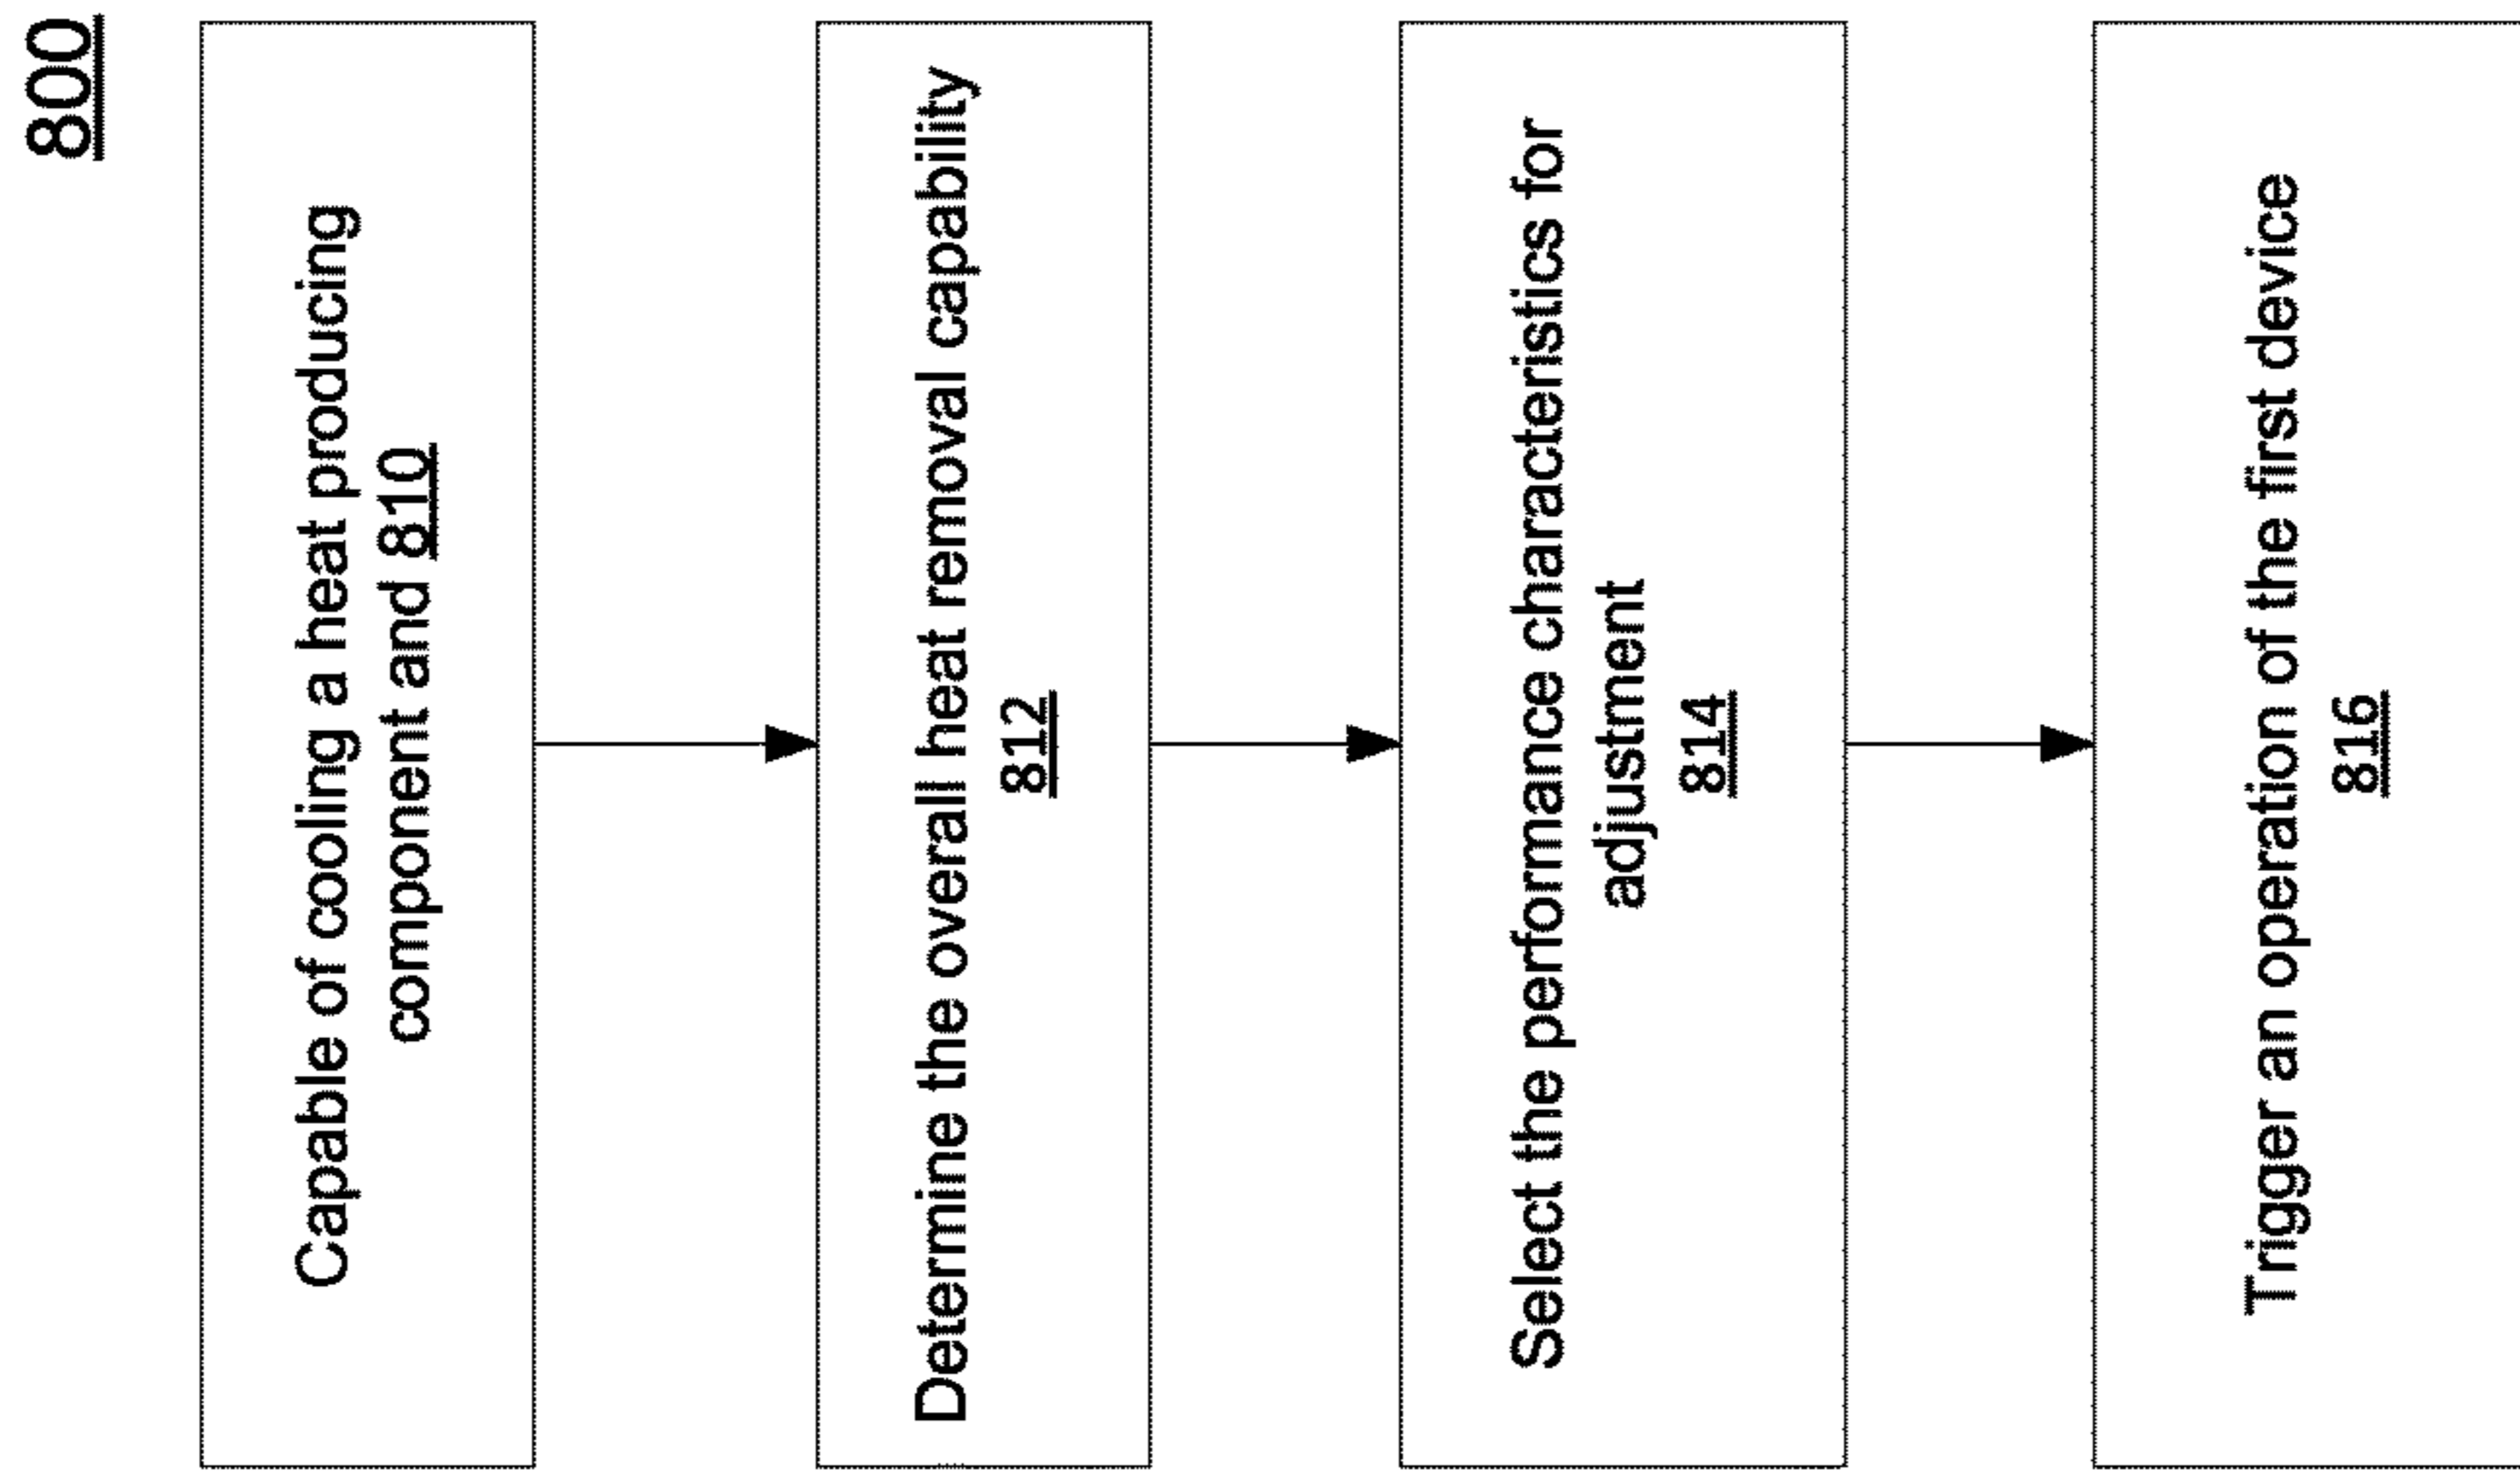 800
Capable of cooling a heat producing
component and 810
Determine the overall heat removal capability
812
Select the performance characteristics for
adjustment
814
Trigger an operation of the first device
816